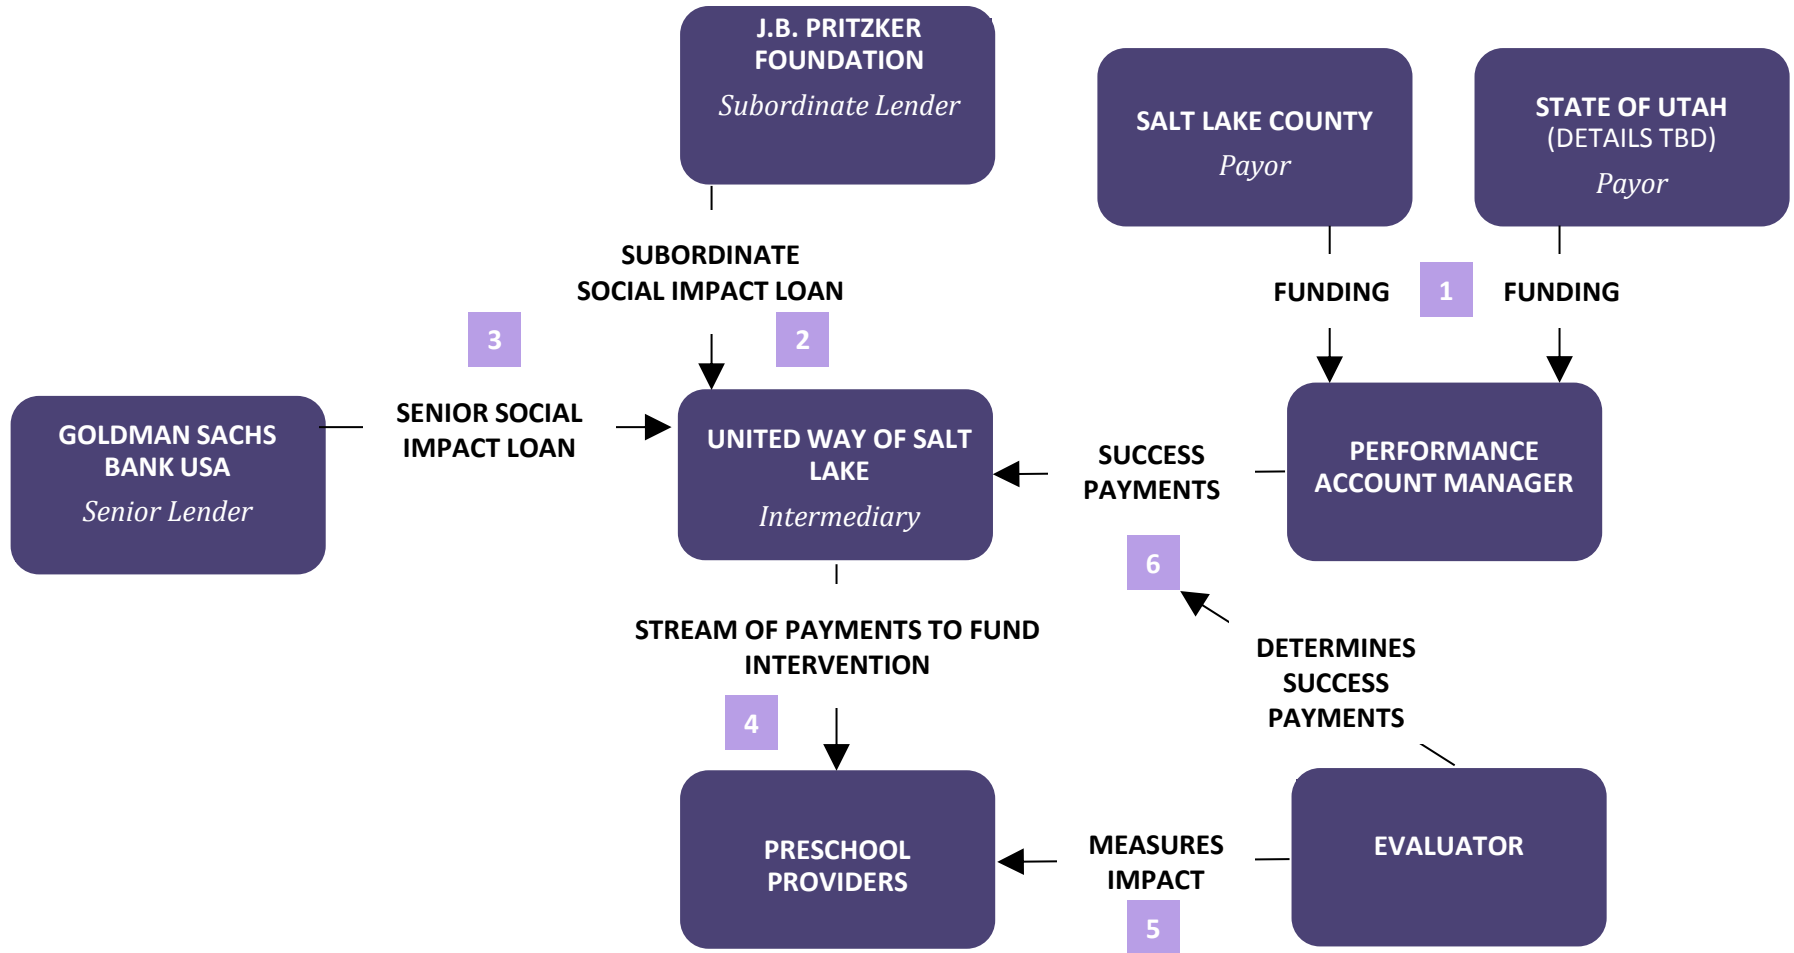 J.B. PRITZKER
FOUNDATION
Subordinate Lender
SALT LAKE COUNTY
Payor
STATE OF UTAH
(DETAILS TBD)
Payor
SUBORDINATE
SOCIAL IMPACT LOAN
FUNDING
1
FUNDING
3
2
GOLDMAN SACHS
BANK USA
Senior Lender
SENIOR SOCIAL
IMPACT LOAN
UNITED WAY OF SALT
LAKE
Intermediary
SUCCESS
PAYMENTS
PERFORMANCE
ACCOUNT MANAGER
6
STREAM OF PAYMENTS TO FUND
INTERVENTION
DETERMINES
SUCCESS
PAYMENTS
4
PRESCHOOL
PROVIDERS
MEASURES
IMPACT
EVALUATOR
5